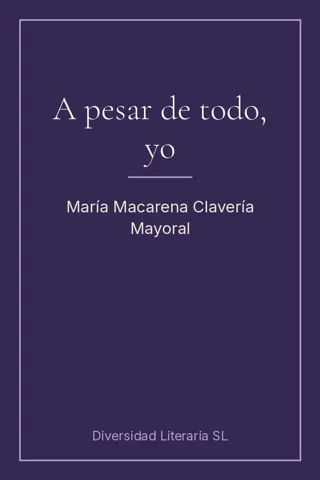 A pesar de todo,
yo
María Macarena Clavería
Mayoral
Diversidad Literaria SL